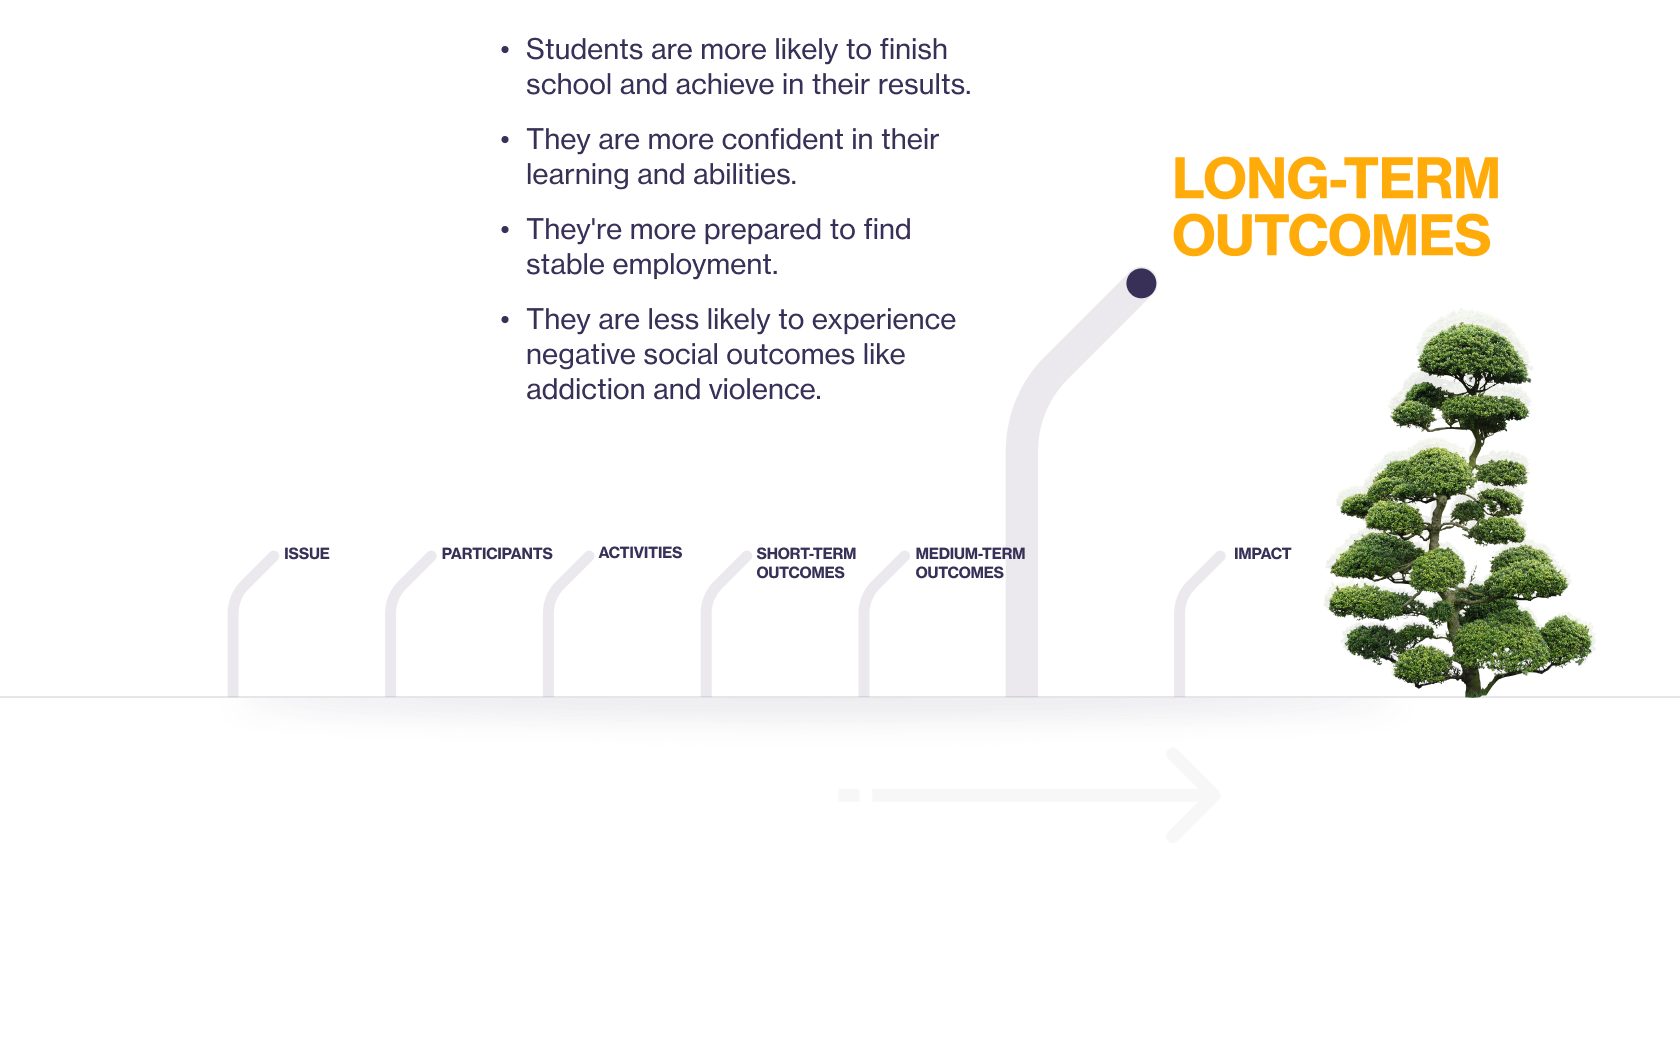 • Students are more likely to finish
school and achieve in their results.
• They are more confident in their
learning and abilities.
• They're more prepared to find
stable employment.
• They are less likely to experience
negative social outcomes like
addiction and violence.
LONG-TERM
OUTCOMES
ISSUE
PARTICIPANTS
ACTIVITIES
SHORT-TERM
OUTCOMES
MEDIUM-TERM
OUTCOMES
IMPACT